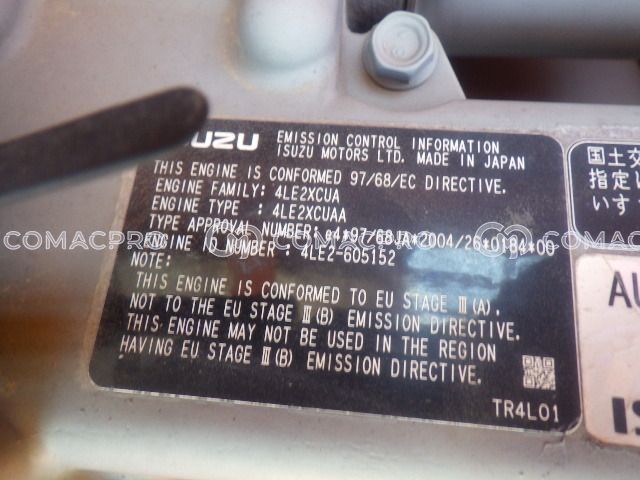 EMISSION CONTROL INFORMATION
ISUZU MOTORS LTD. MADE IN JAPAN
THIS ENGINE IS CONFORMED 97/68/EC DIRECTIVE.
ENGINE FAMILY: 4LE2XCUA
ENGINE TYPE : 4LE2XCUAA
TYPE APPROVAL NUMBER: e4*97/68JA*2004/26*0184*00
ENGINE ID NUMBER : 4LE2-605152
NOTE:
THIS ENGINE IS CONFORMED TO EU STAGE Ⅲ(A),
NOT TO THE EU STAGE Ⅲ(B) EMISSION DIRECTIVE.
THIS ENGINE MAY NOT BE USED IN THE REGION
HAVING EU STAGE Ⅲ(B) EMISSION DIRECTIVE.
TR4L01
国土交
指定し
いすゞ
AU
IS
COMACPRO COMACPRO COMACPRO